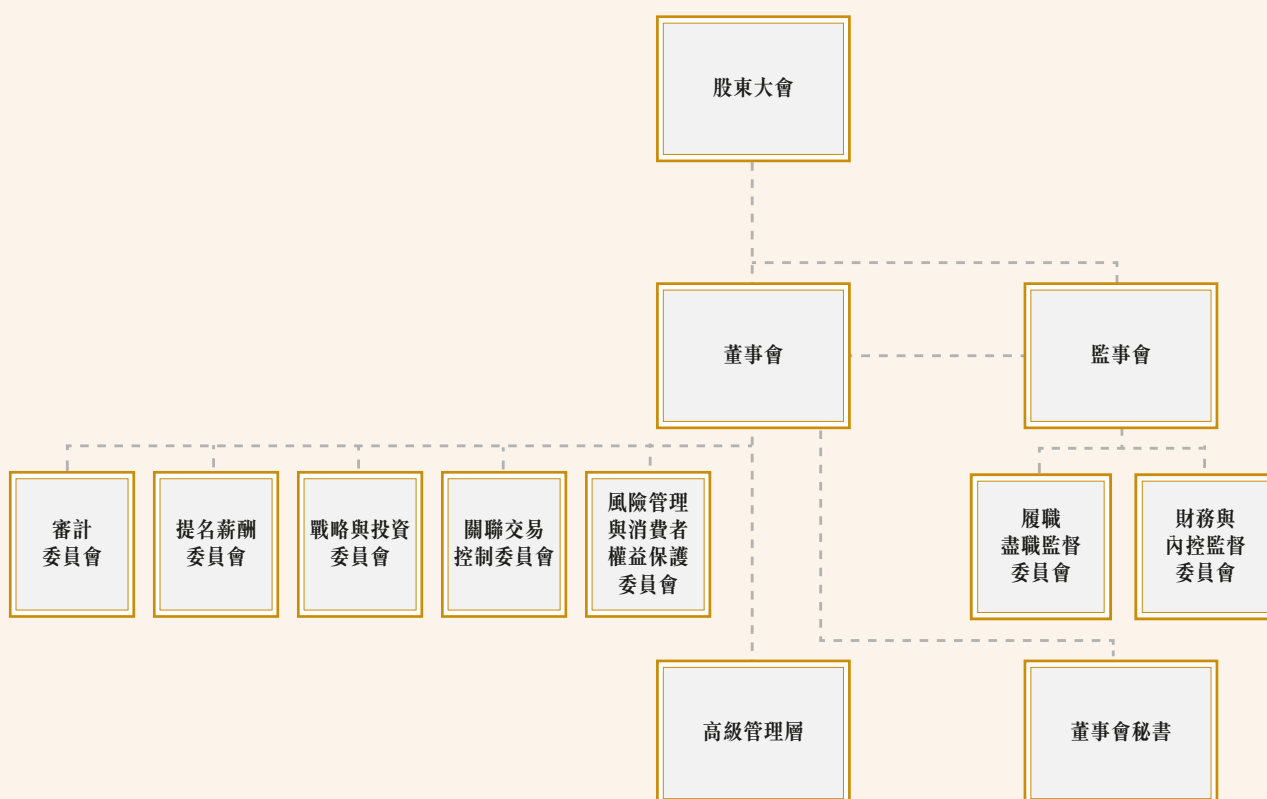 股東大會
董事會
監事會
審計
委員會
提名薪酬
委員會
戰略與投資
委員會
關聯交易
控制委員會
風險管理
與消費者
權益保護
委員會
履職
盡職監督
委員會
財務與
內控監督
委員會
高級管理層
董事會秘書